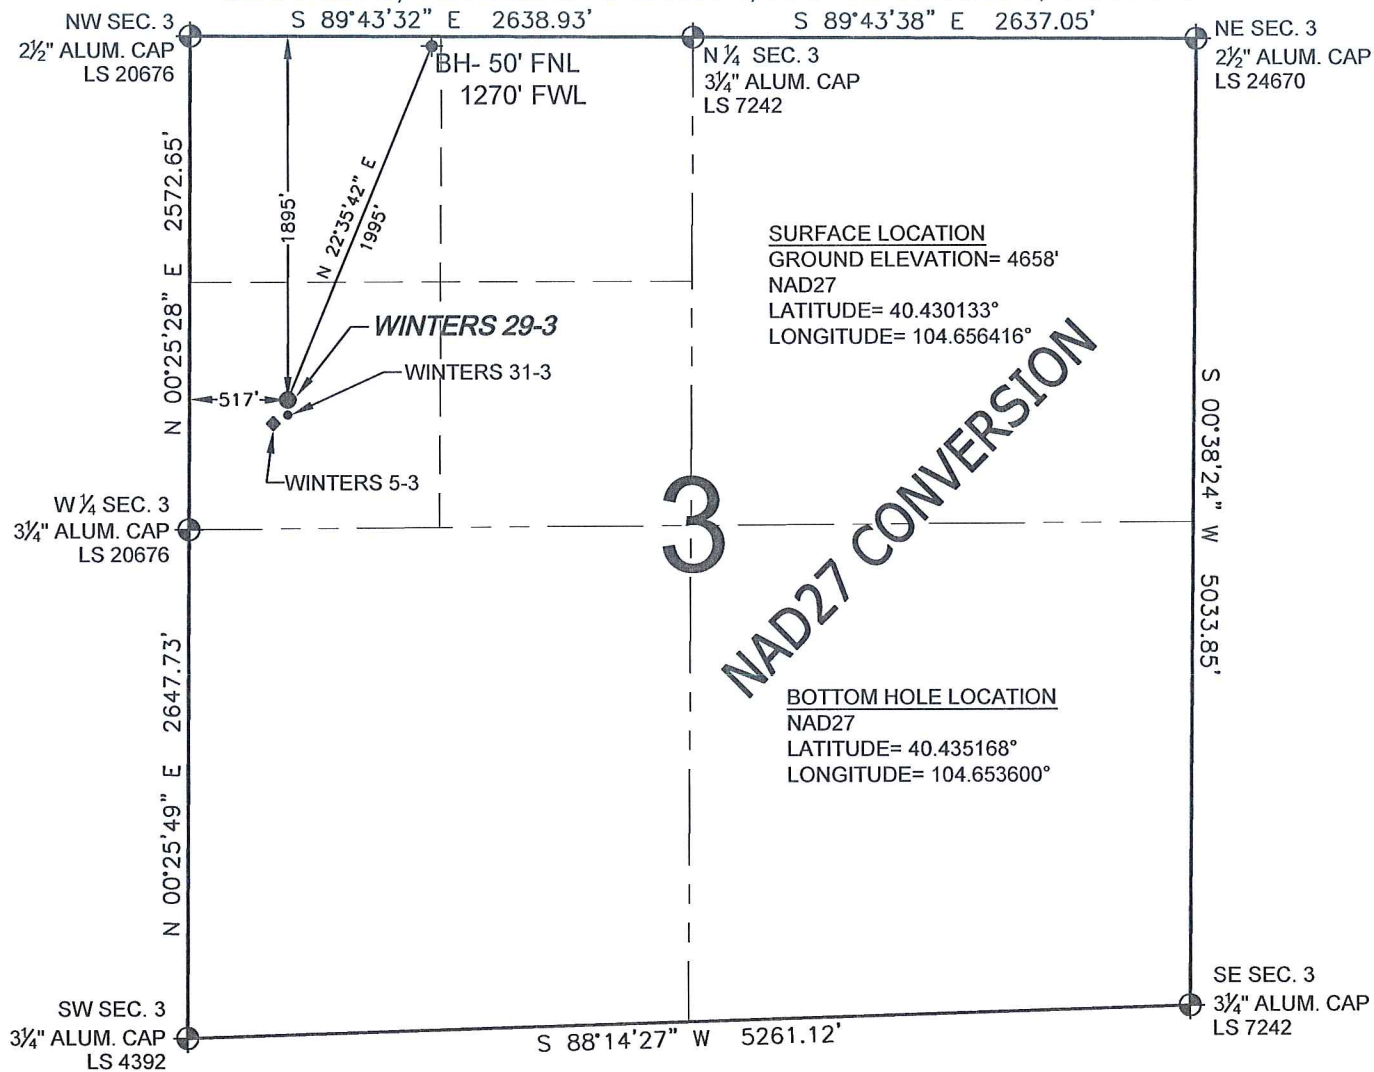 S 89°43'32" E 2638.93'
S 89°43'38" E 2637.05'
NW SEC. 3
2½" ALUM. CAP
LS 20676
BH- 50' FNL
1270' FWL
N ¼ SEC. 3
3¼" ALUM. CAP
LS 7242
NE SEC. 3
2½" ALUM. CAP
LS 24670
N 00°25'28" E 2572.65'
1895'
N 22°35'42" E
1995'
SURFACE LOCATION
GROUND ELEVATION= 4658'
NAD27
LATITUDE= 40.430133°
LONGITUDE= 104.656416°
WINTERS 29-3
WINTERS 31-3
517'
WINTERS 5-3
W ¼ SEC. 3
3¼" ALUM. CAP
LS 20676
3
NAD27 CONVERSION
S 00°38'24" W 5033.85'
N 00°25'49" E 2647.73'
BOTTOM HOLE LOCATION
NAD27
LATITUDE= 40.435168°
LONGITUDE= 104.653600°
SW SEC. 3
3¼" ALUM. CAP
LS 4392
S 88°14'27" W 5261.12'
SE SEC. 3
3¼" ALUM. CAP
LS 7242